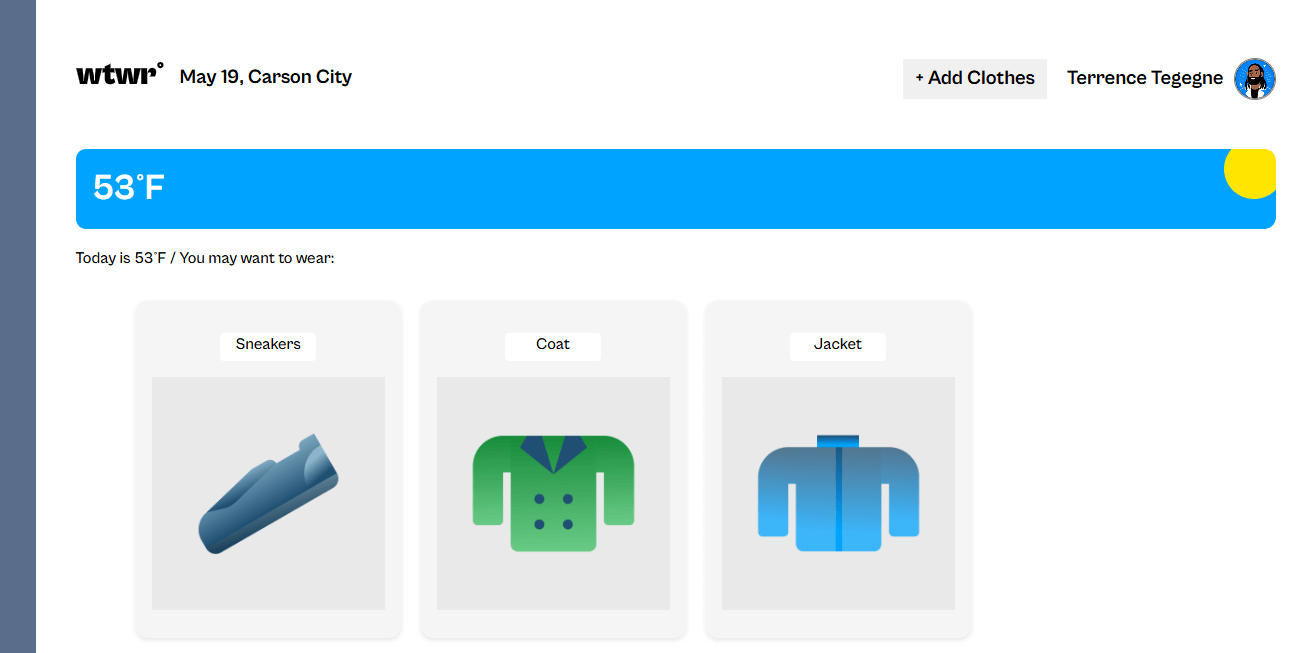 wtwr°
May 19, Carson City
+ Add Clothes
Terrence Tegegne
53°F
Today is 53°F / You may want to wear:
Sneakers
Coat
Jacket